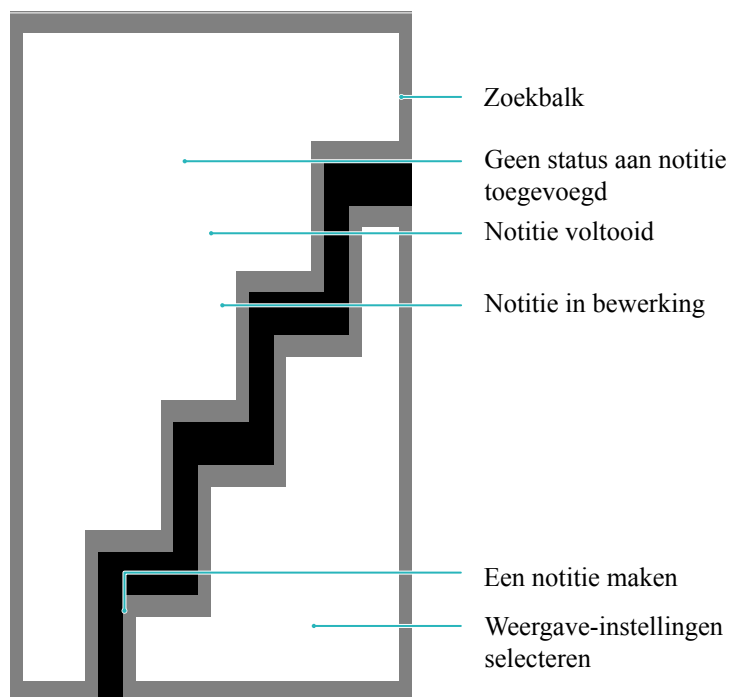 Zoekbalk
Geen status aan notitie
toegevoegd
Notitie voltooid
Notitie in bewerking
Een notitie maken
Weergave-instellingen
selecteren